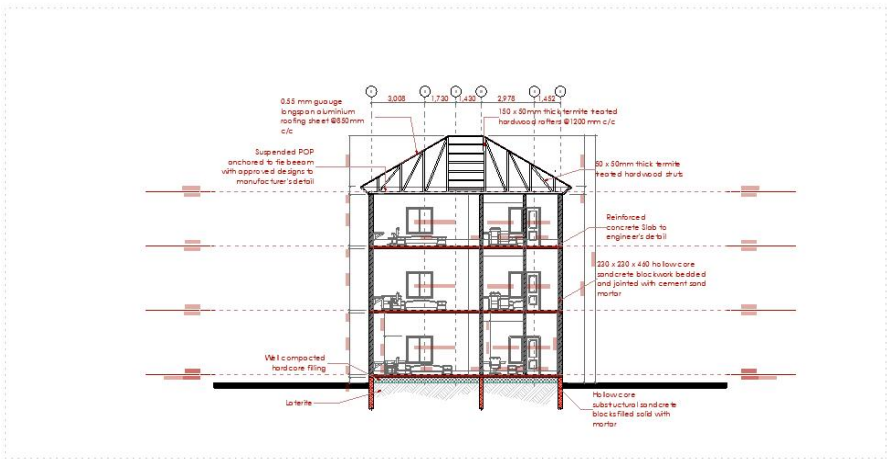 3,008 1,730 1,430 2,978 1,452
0.55 mm guauge
longspan aluminium
roofing sheet @850mm
c/c
150 x 50mm thick termite treated
hardwood rafters @1200 mm c/c
Suspended POP
anchored to tie beeam
with approved designs to
manufacturer's detail
50 x 50mm thick termite
teated hardwood struts
Reinforced
concrete Slab to
engineer's detail
230 x 230 x 460 hollowcore
sandcrete blockwork bedded
and jointed with cement sand
mortar
Well compacted
hardcore filling
Laterite
Hollowcore
substuctural sandcrete
blocks filled solid with
mortar